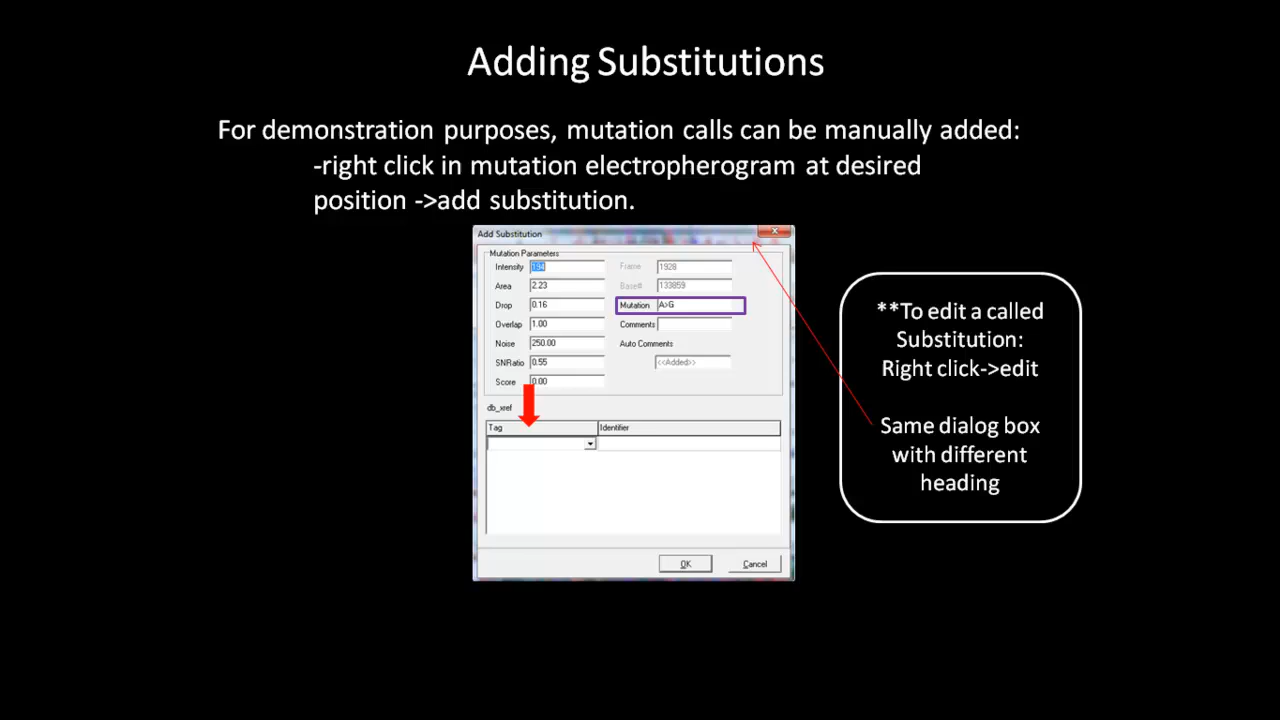 Adding Substitutions
For demonstration purposes, mutation calls can be manually added:
-right click in mutation electropherogram at desired
position ->add substitution.
Add Substitution
Mutation Parameters
Intensity 194
Area 2.23
Drop 0.16
Overlap 1.00
Noise 250.00
SNRatio 0.55
Score 0.00
Frame 1928
Base# 133859
Mutation A>G
Comments
Auto Comments
<<Added>>
db_xref
Tag Identifier
OK Cancel
**To edit a called
Substitution:
Right click->edit
Same dialog box
with different
heading